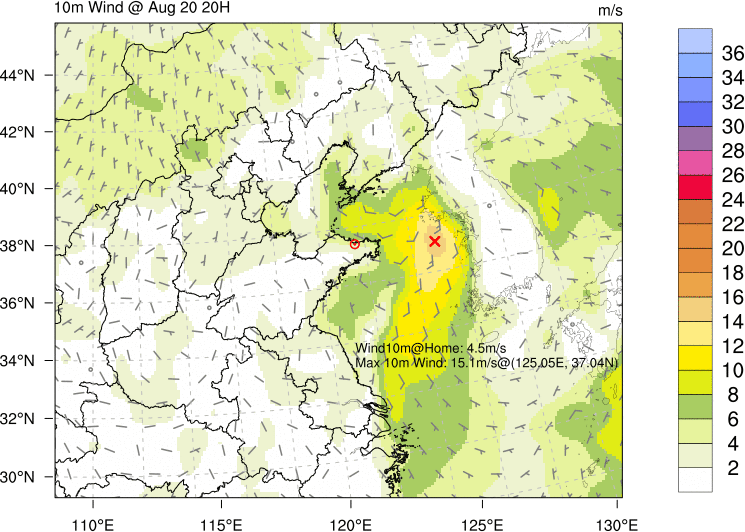 10m Wind @ Aug 20 20H
m/s
44°N
42°N
40°N
38°N
36°N
34°N
32°N
30°N
110°E
115°E
120°E
125°E
130°E
Wind10m@Home: 4.5m/s
Max 10m Wind: 15.1m/s@(125.05E, 37.04N)
36
34
32
30
28
26
24
22
20
18
16
14
12
10
8
6
4
2